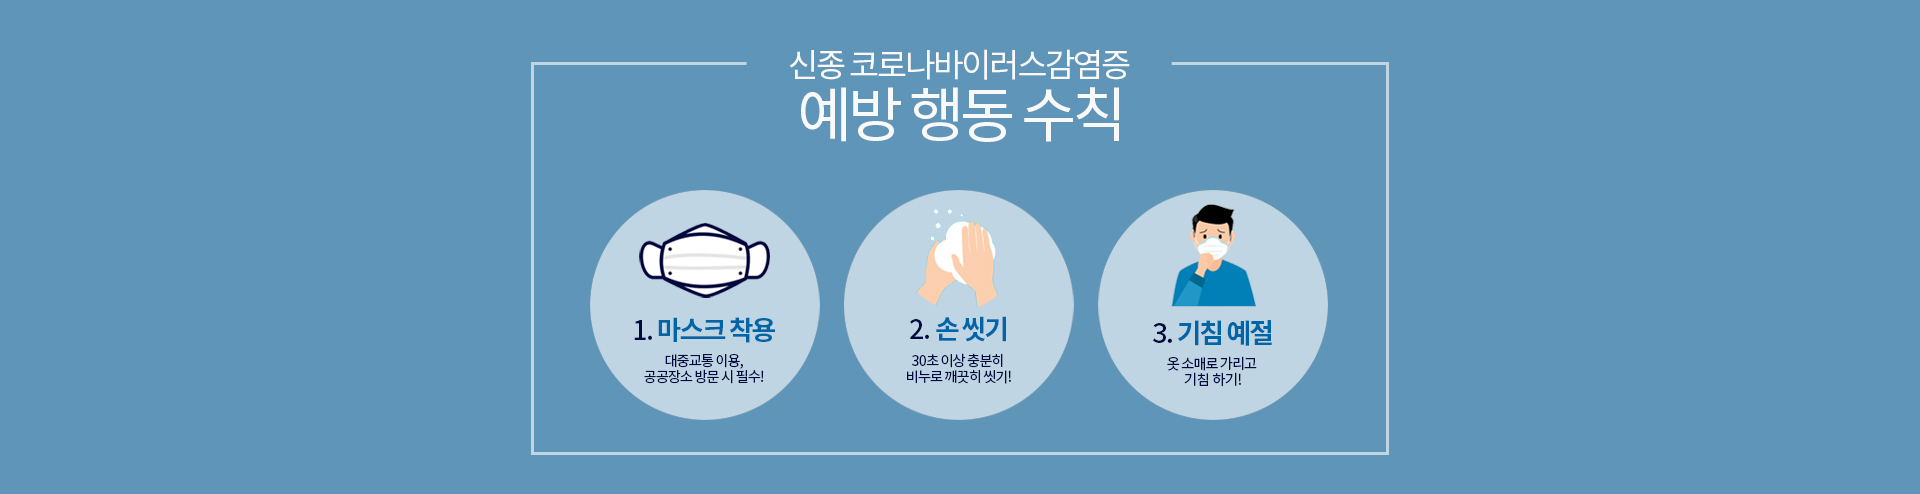 신종 코로나바이러스감염증
예방 행동 수칙
1. 마스크 착용
대중교통 이용,
공공장소 방문 시 필수!
2. 손 씻기
30초 이상 충분히
비누로 깨끗히 씻기!
3. 기침 예절
옷 소매로 가리고
기침 하기!